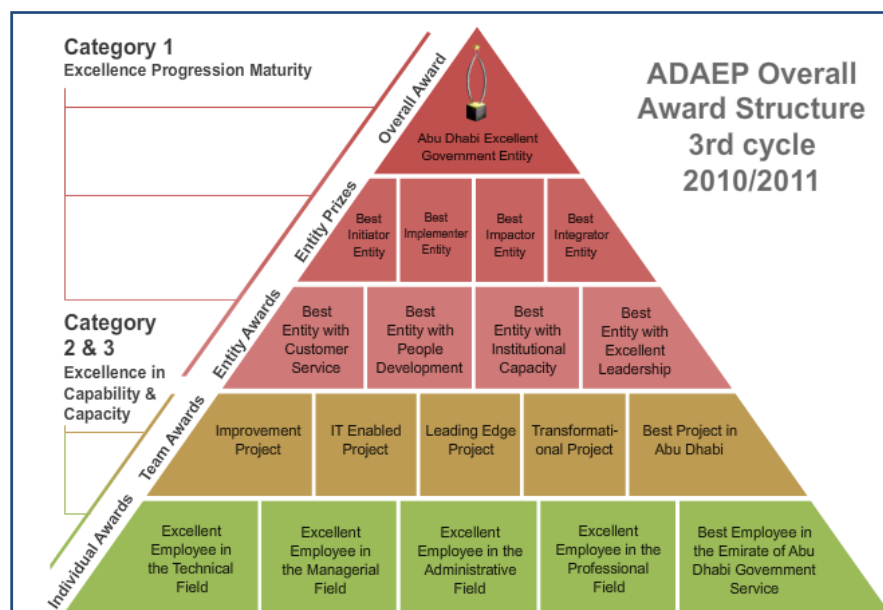 Category 1
Excellence Progression Maturity
ADAEP Overall
Award Structure
3rd cycle
2010/2011
Overall Award
Abu Dhabi Excellent
Government Entity
Entity Prizes
Best
Initiator
Entity
Best
Implementer
Entity
Best
Impactor
Entity
Best
Integrator
Entity
Category
2 & 3
Excellence in
Capability &
Capacity
Entity Awards
Best
Entity with
Customer
Service
Best
Entity with
People
Development
Best
Entity with
Institutional
Capacity
Best
Entity with
Excellent
Leadership
Team Awards
Improvement
Project
IT Enabled
Project
Leading Edge
Project
Transformati-
onal Project
Best Project in
Abu Dhabi
Individual Awards
Excellent
Employee in
the Technical
Field
Excellent
Employee in
the Managerial
Field
Excellent
Employee in the
Administrative
Field
Excellent
Employee in the
Professional
Field
Best Employee in
the Emirate of Abu
Dhabi Government
Service